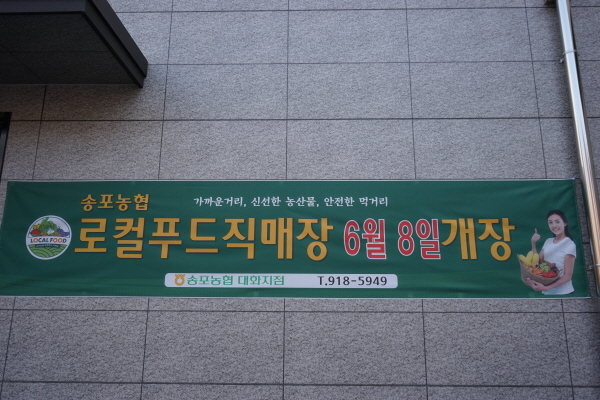 송포농협
가까운거리, 신선한 농산물, 안전한 먹거리
LOCAL FOOD
로컬푸드직매장 6월 8일개장
송포농협 대화지점 T.918-5949